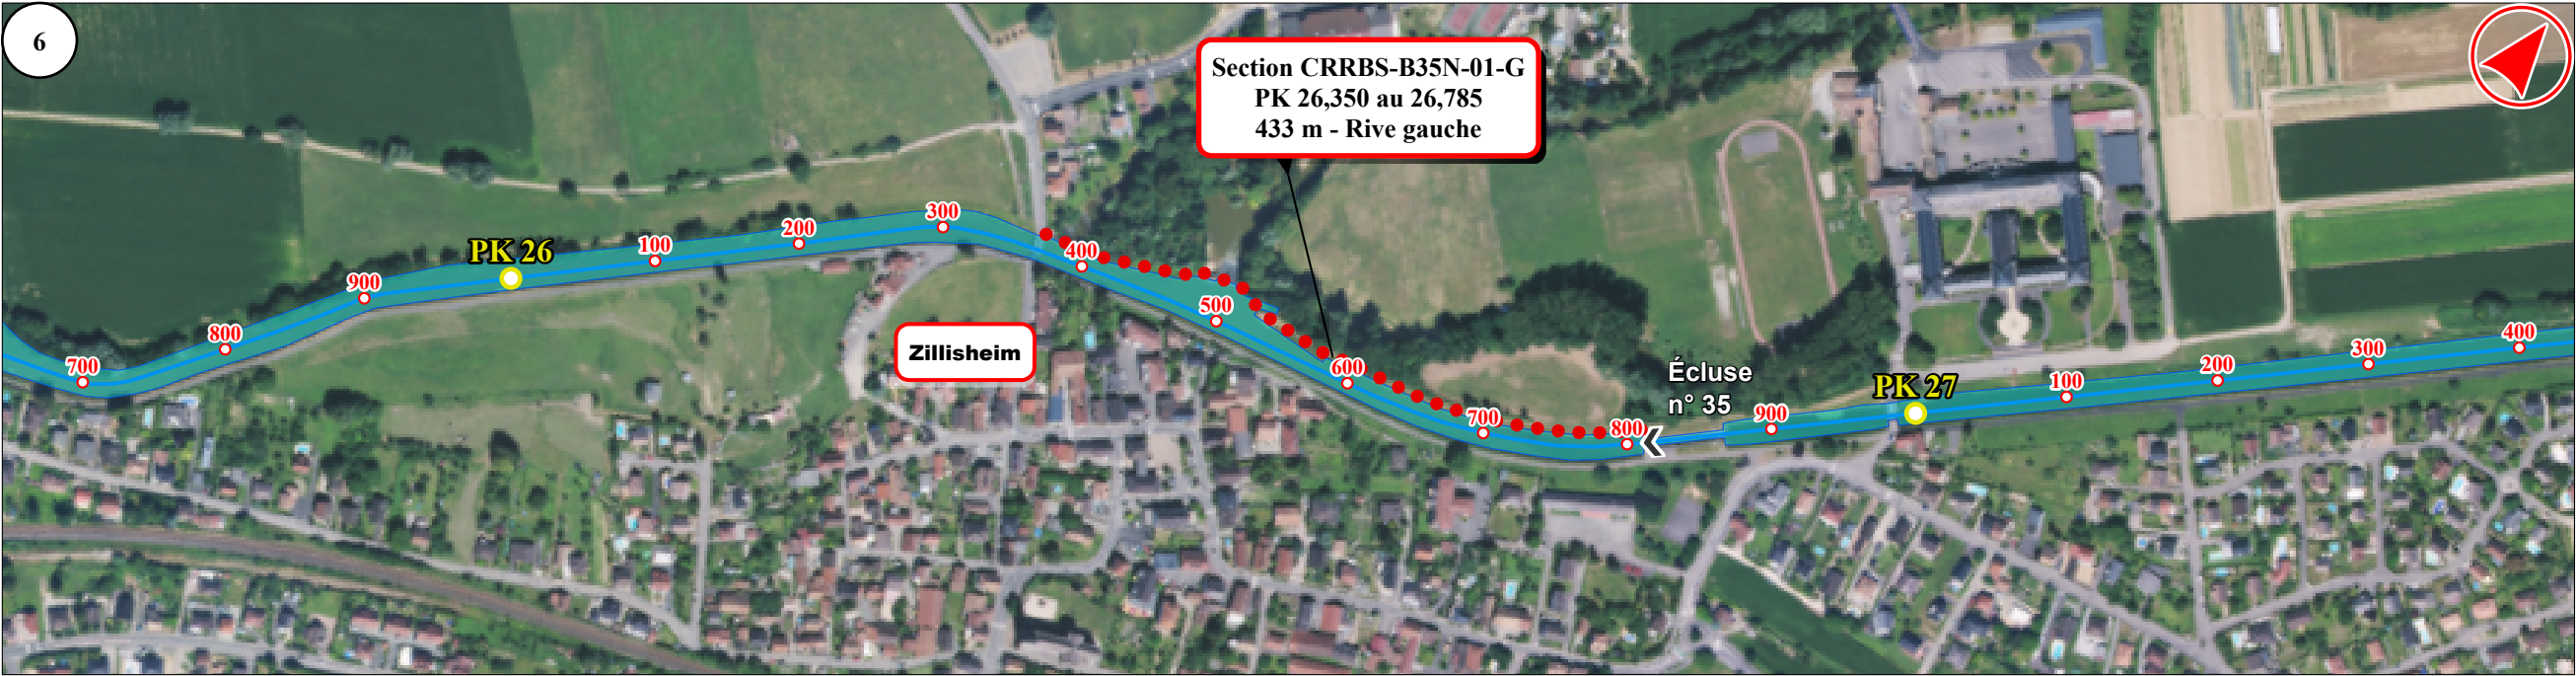 6
Section CRRBS-B35N-01-G
PK 26,350 au 26,785
433 m - Rive gauche
700
800
900
PK 26
100
200
300
400
500
600
700
800
Zillisheim
Écluse
n° 35
900
PK 27
100
200
300
400